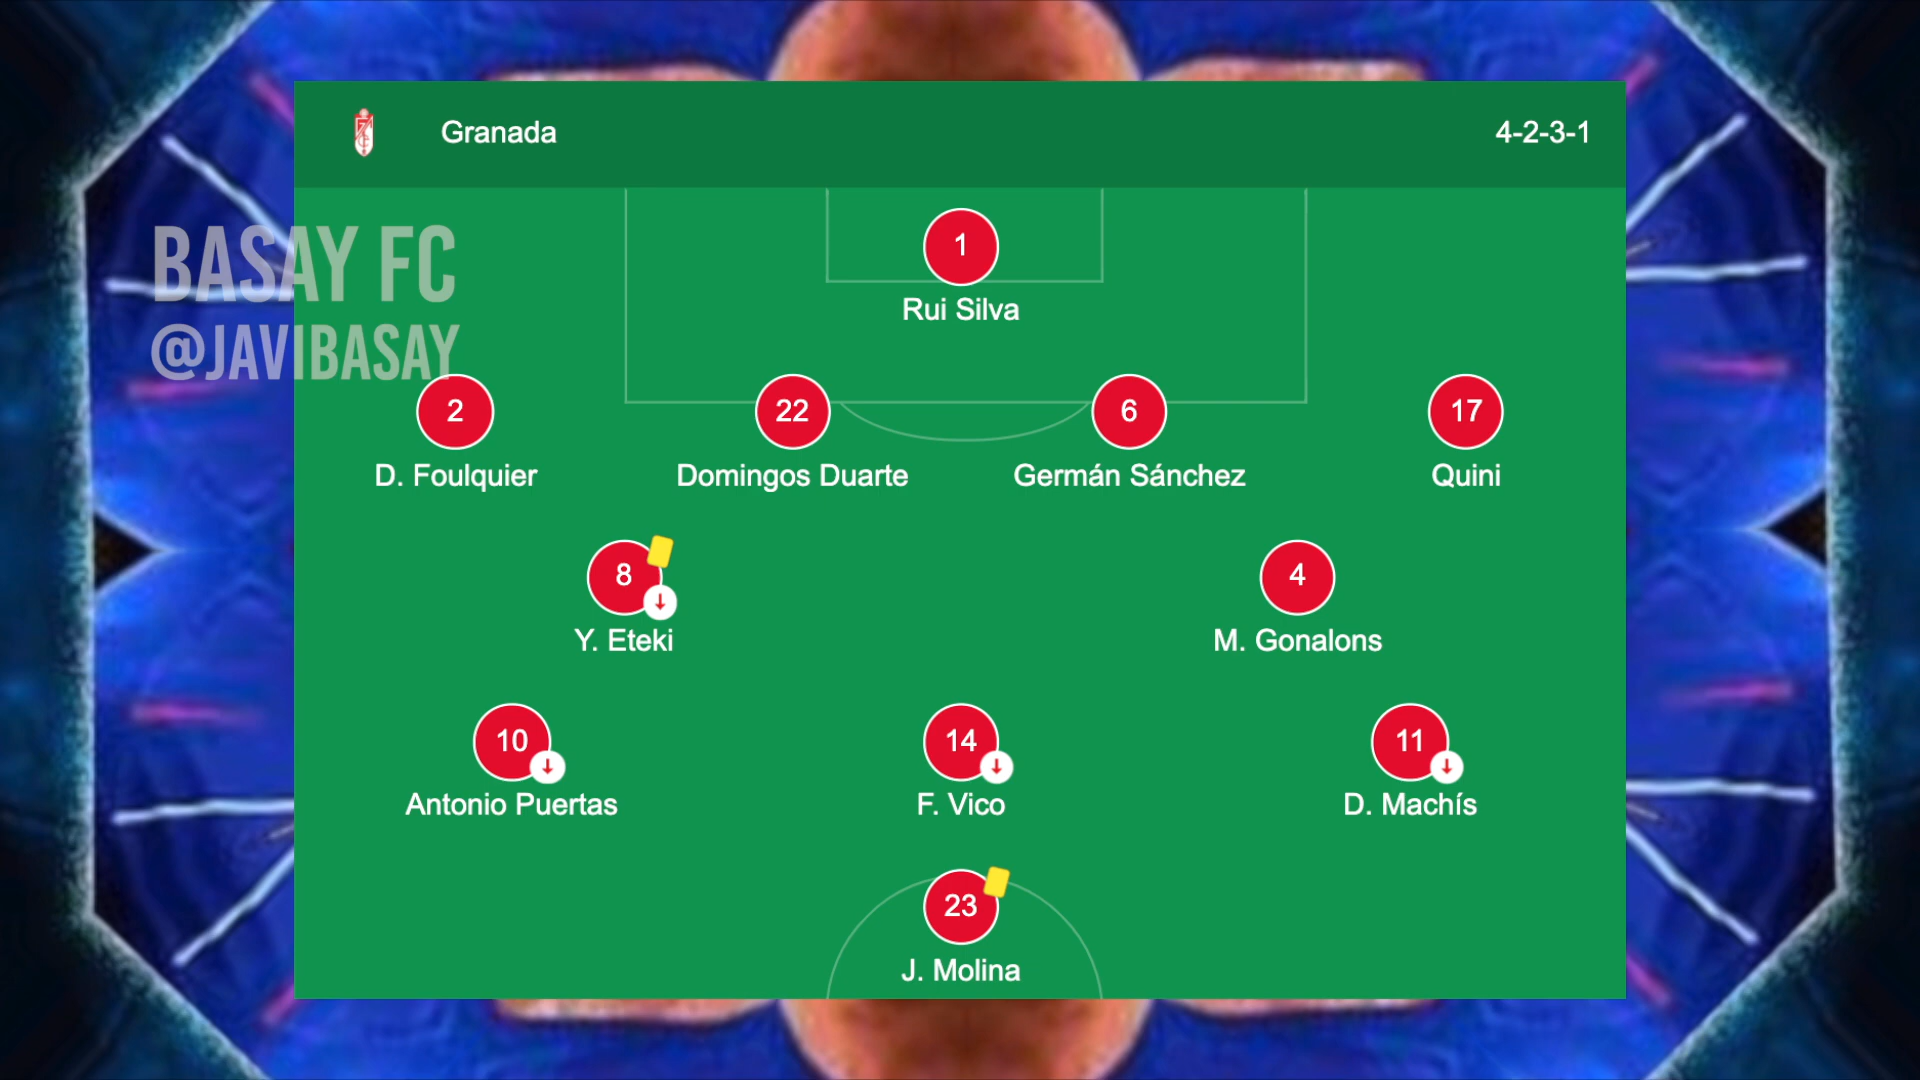 Granada
4-2-3-1
BASAY FC
@JAVIBASAY
1
Rui Silva
2
22
6
17
D. Foulquier
Domingos Duarte
Germán Sánchez
Quini
8
4
Y. Eteki
M. Gonalons
10
14
11
Antonio Puertas
F. Vico
D. Machís
23
J. Molina